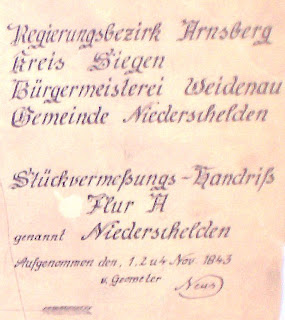 Regierungsbezirk Arnsberg
Kreis Siegen
Bürgermeisterei Weidenau
Gemeinde Niederschelden
Stückvermeßungs-Handriß
Flur A
genannt Niederschelden
Aufgenommen den, 1. 2 u 4 Nov. 1843
v. Geometer
Neus